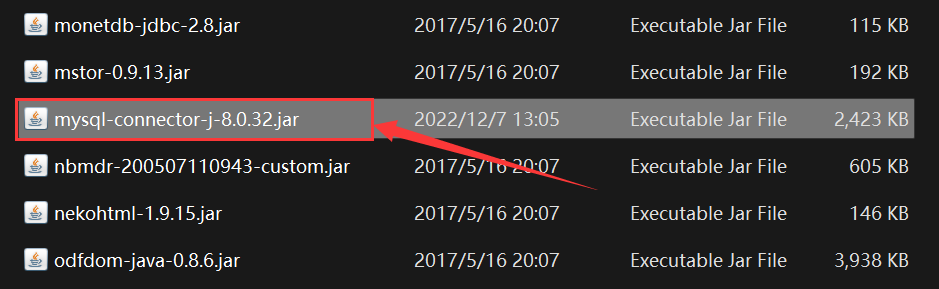 monetdb-jdbc-2.8.jar 2017/5/16 20:07 Executable Jar File 115 KB
mstor-0.9.13.jar 2017/5/16 20:07 Executable Jar File 192 KB
mysql-connector-j-8.0.32.jar 2022/12/7 13:05 Executable Jar File 2,423 KB
nbmdr-200507110943-custom.jar 2017/5/16 20:07 Executable Jar File 605 KB
nekohtml-1.9.15.jar 2017/5/16 20:07 Executable Jar File 146 KB
odfdom-java-0.8.6.jar 2017/5/16 20:07 Executable Jar File 3,938 KB